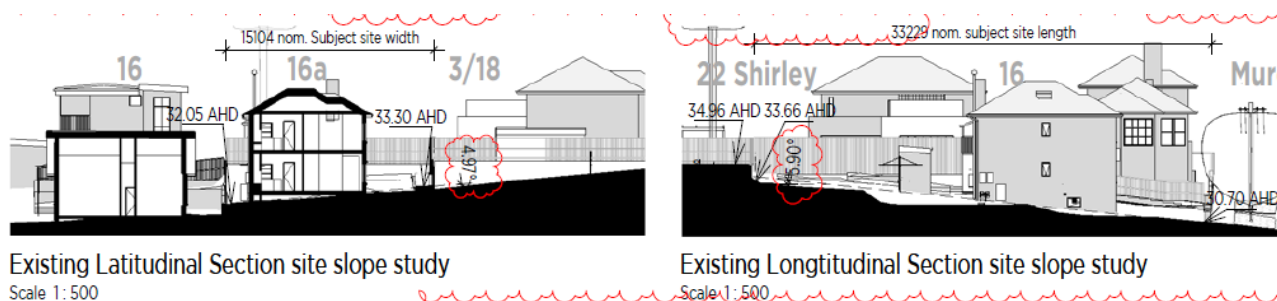 15104 nom. Subject site width
16
16a
3/18
32.05 AHD
33.30 AHD
4.97°
Existing Latitudinal Section site slope study
Scale 1: 500
33229 nom. subject site length
22 Shirley
16
Mur
34.96 AHD
33.66 AHD
5.90°
30.70 AHD
Existing Longtitudinal Section site slope study
Scale 1: 500